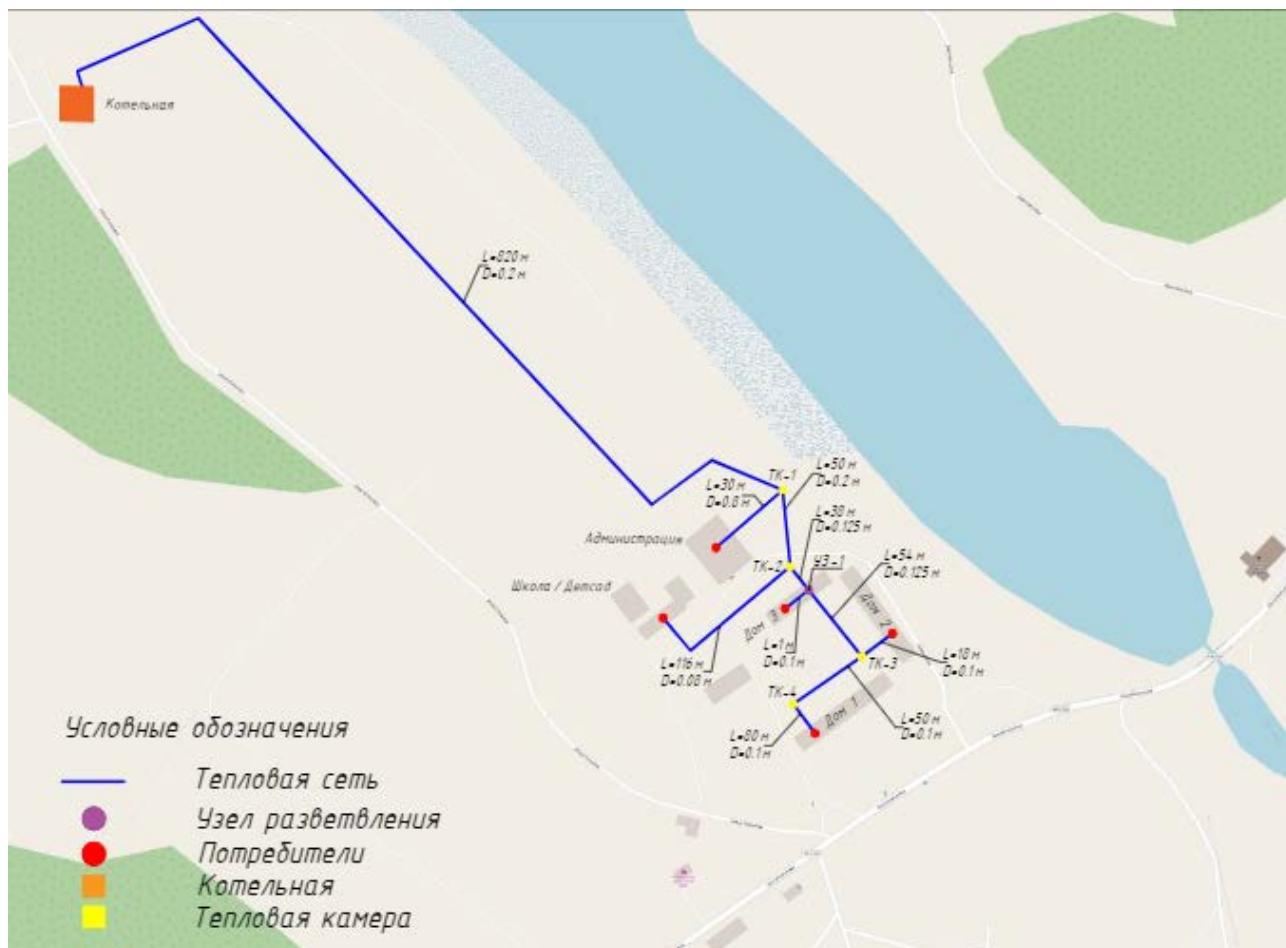 Котельная
L=820 м
D=0.2 м
ТК-1
L=50 м
D=0.2 м
L=30 м
D=0.8 м
L=38 м
D=0.125 м
Администрация
ТК-2
УЗ-1
L=54 м
D=0.125 м
Школа / Детсад
Дом 3
Дом 2
L=1 м
D=0.1 м
L=18 м
D=0.1 м
L=116 м
D=0.08 м
ТК-3
ТК-4
Дом 1
L=50 м
D=0.1 м
L=80 м
D=0.1 м
Условные обозначения
Тепловая сеть
Узел разветвления
Потребители
Котельная
Тепловая камера